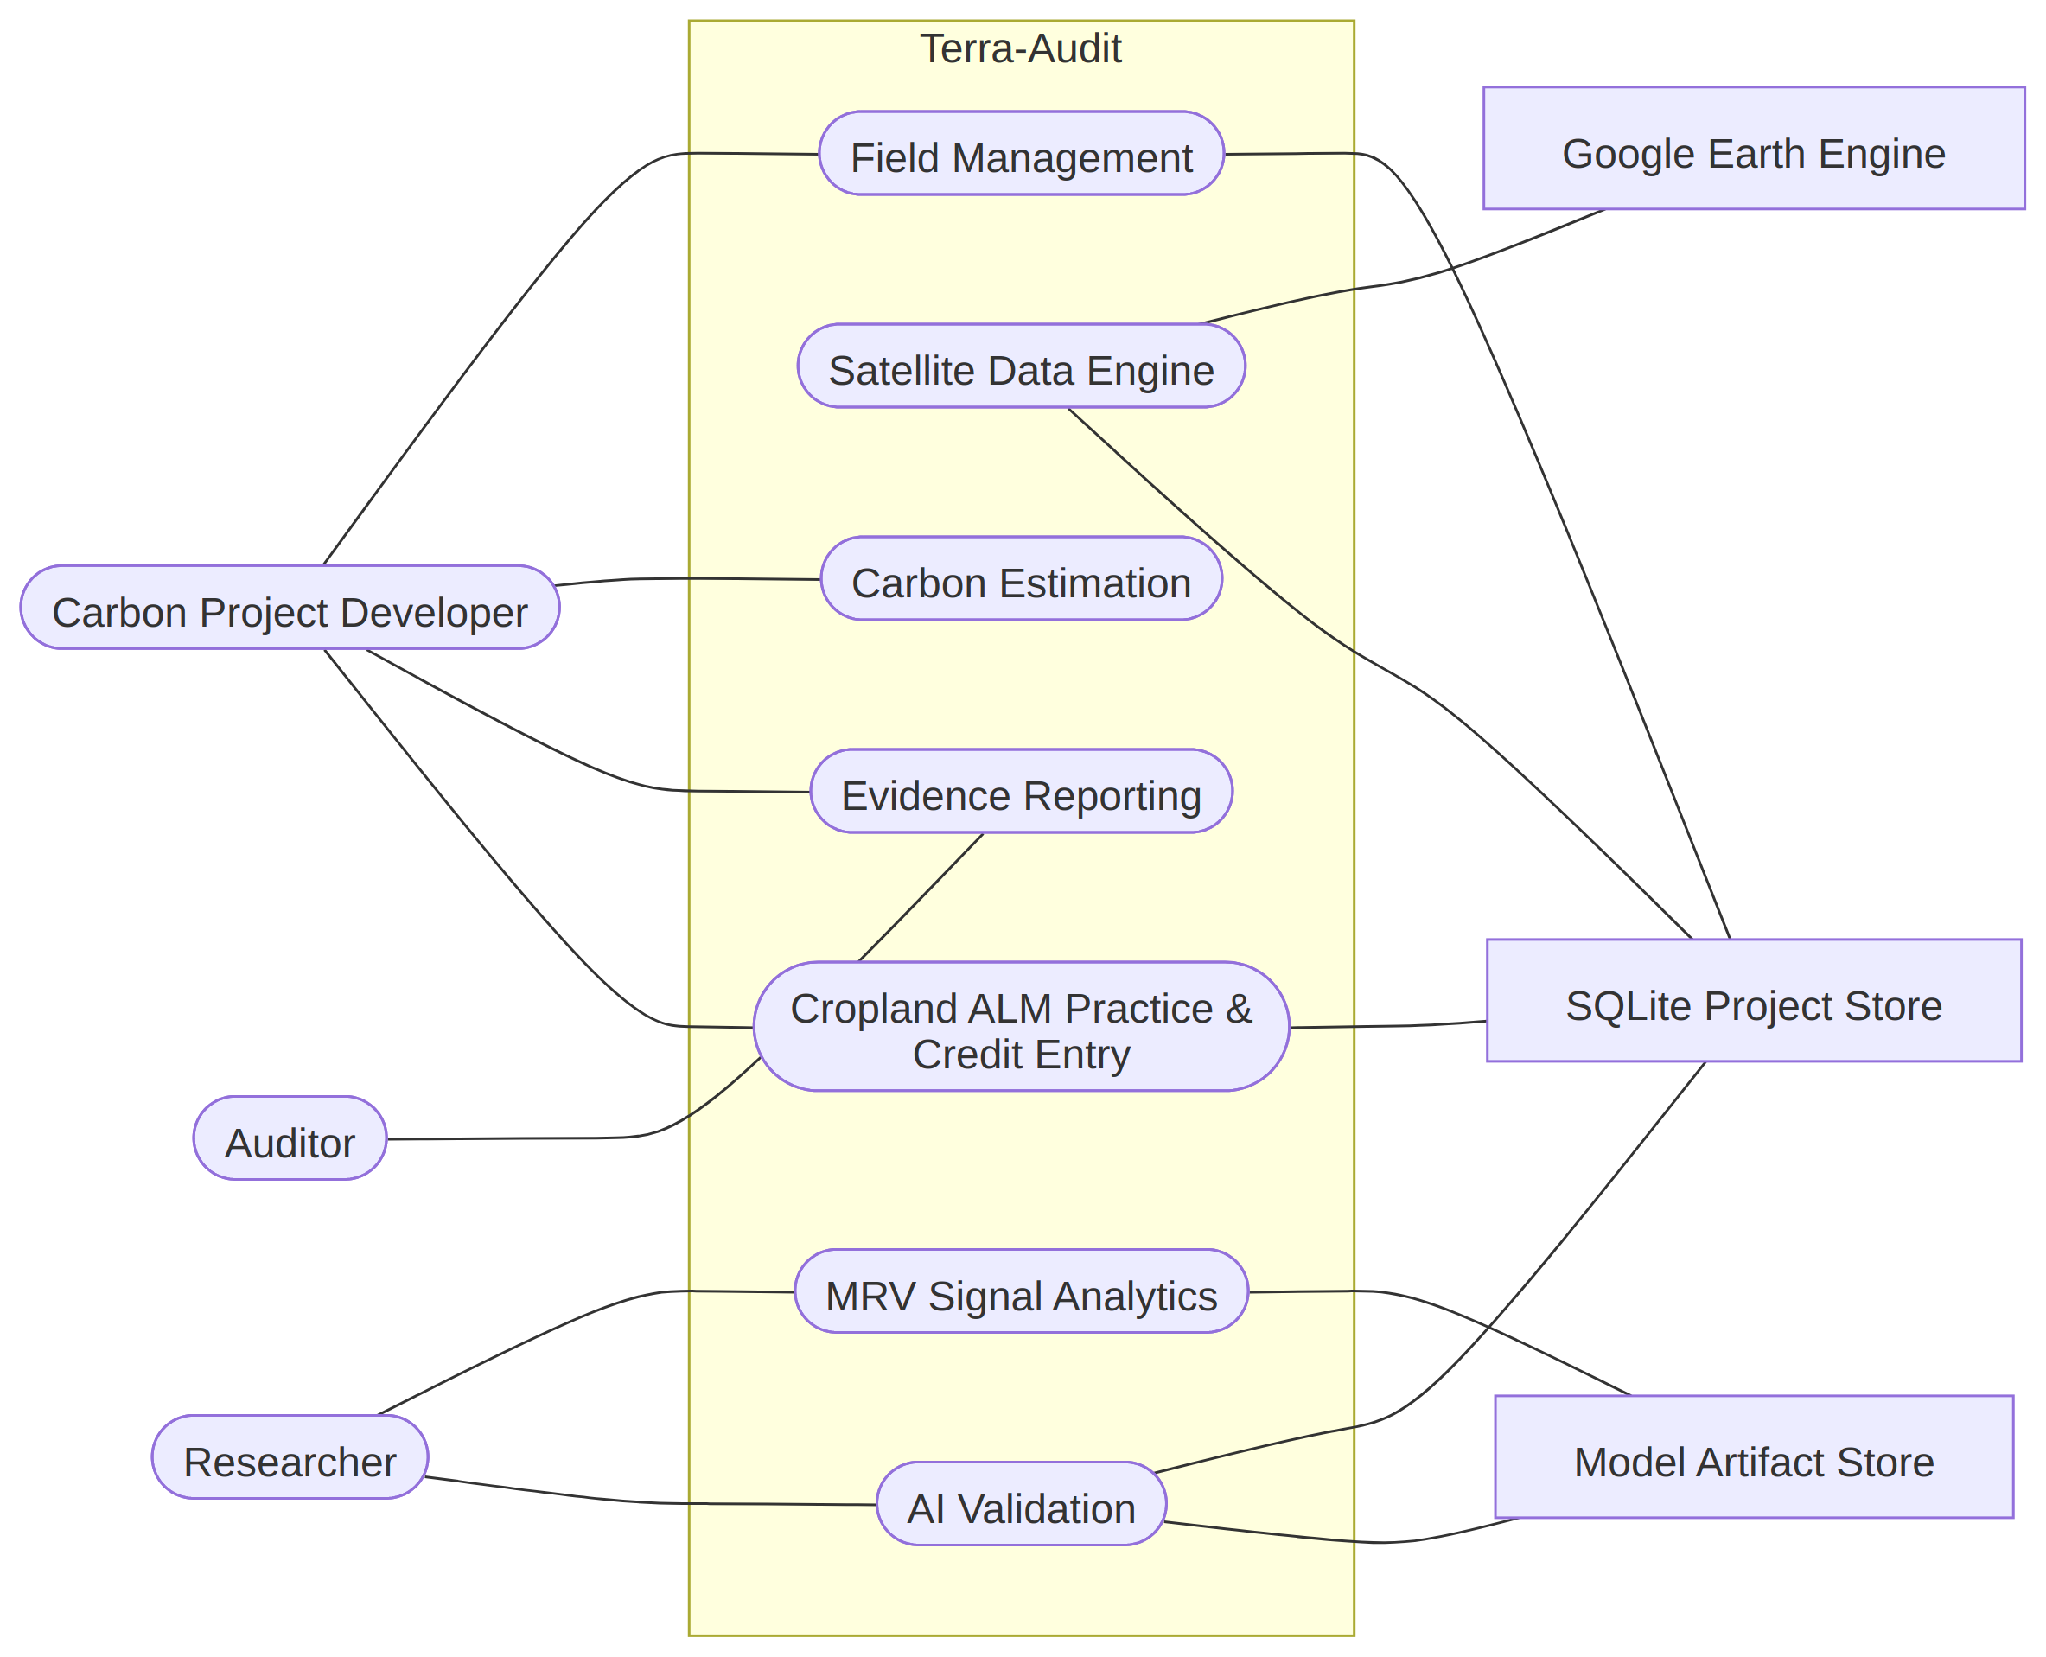 Terra-Audit
Field Management
Google Earth Engine
Satellite Data Engine
Carbon Estimation
Carbon Project Developer
Evidence Reporting
Cropland ALM Practice &
Credit Entry
SQLite Project Store
Auditor
MRV Signal Analytics
Researcher
Model Artifact Store
AI Validation